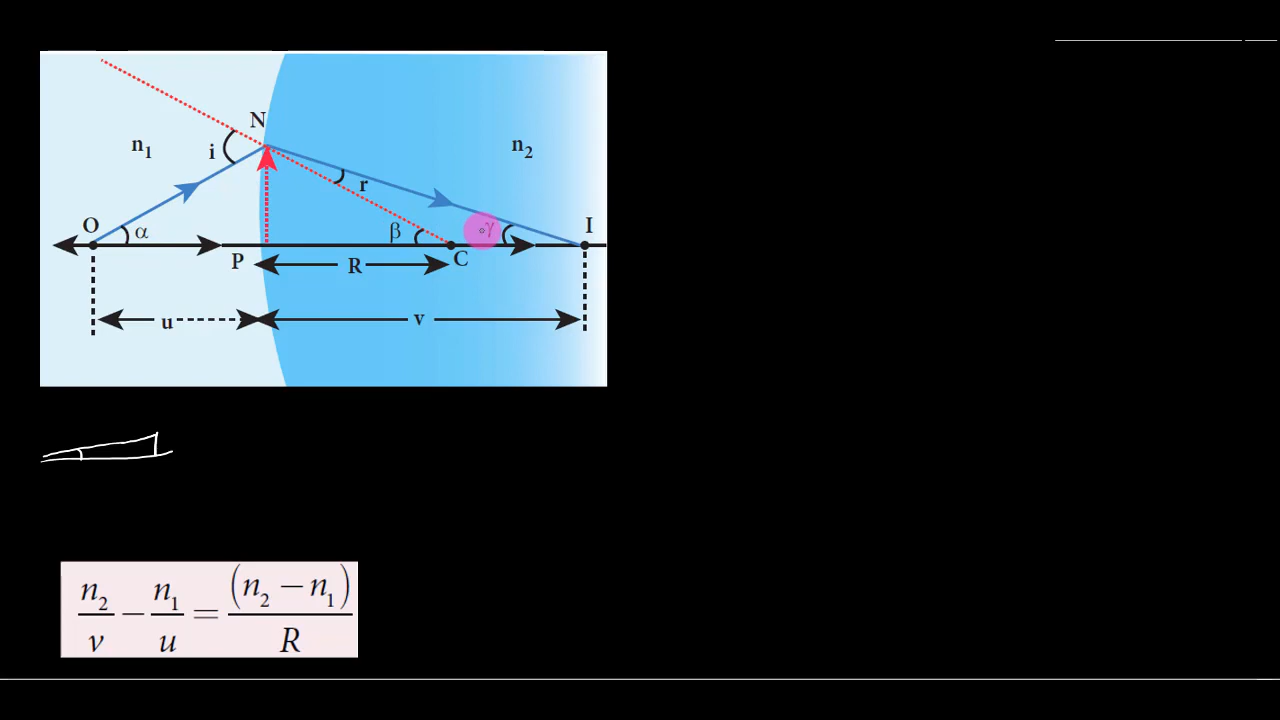 N
n₁
n₂
i
r
O
α
β
γ
I
P
R
C
u
v
n₂/v − n₁/u = (n₂ − n₁)/R